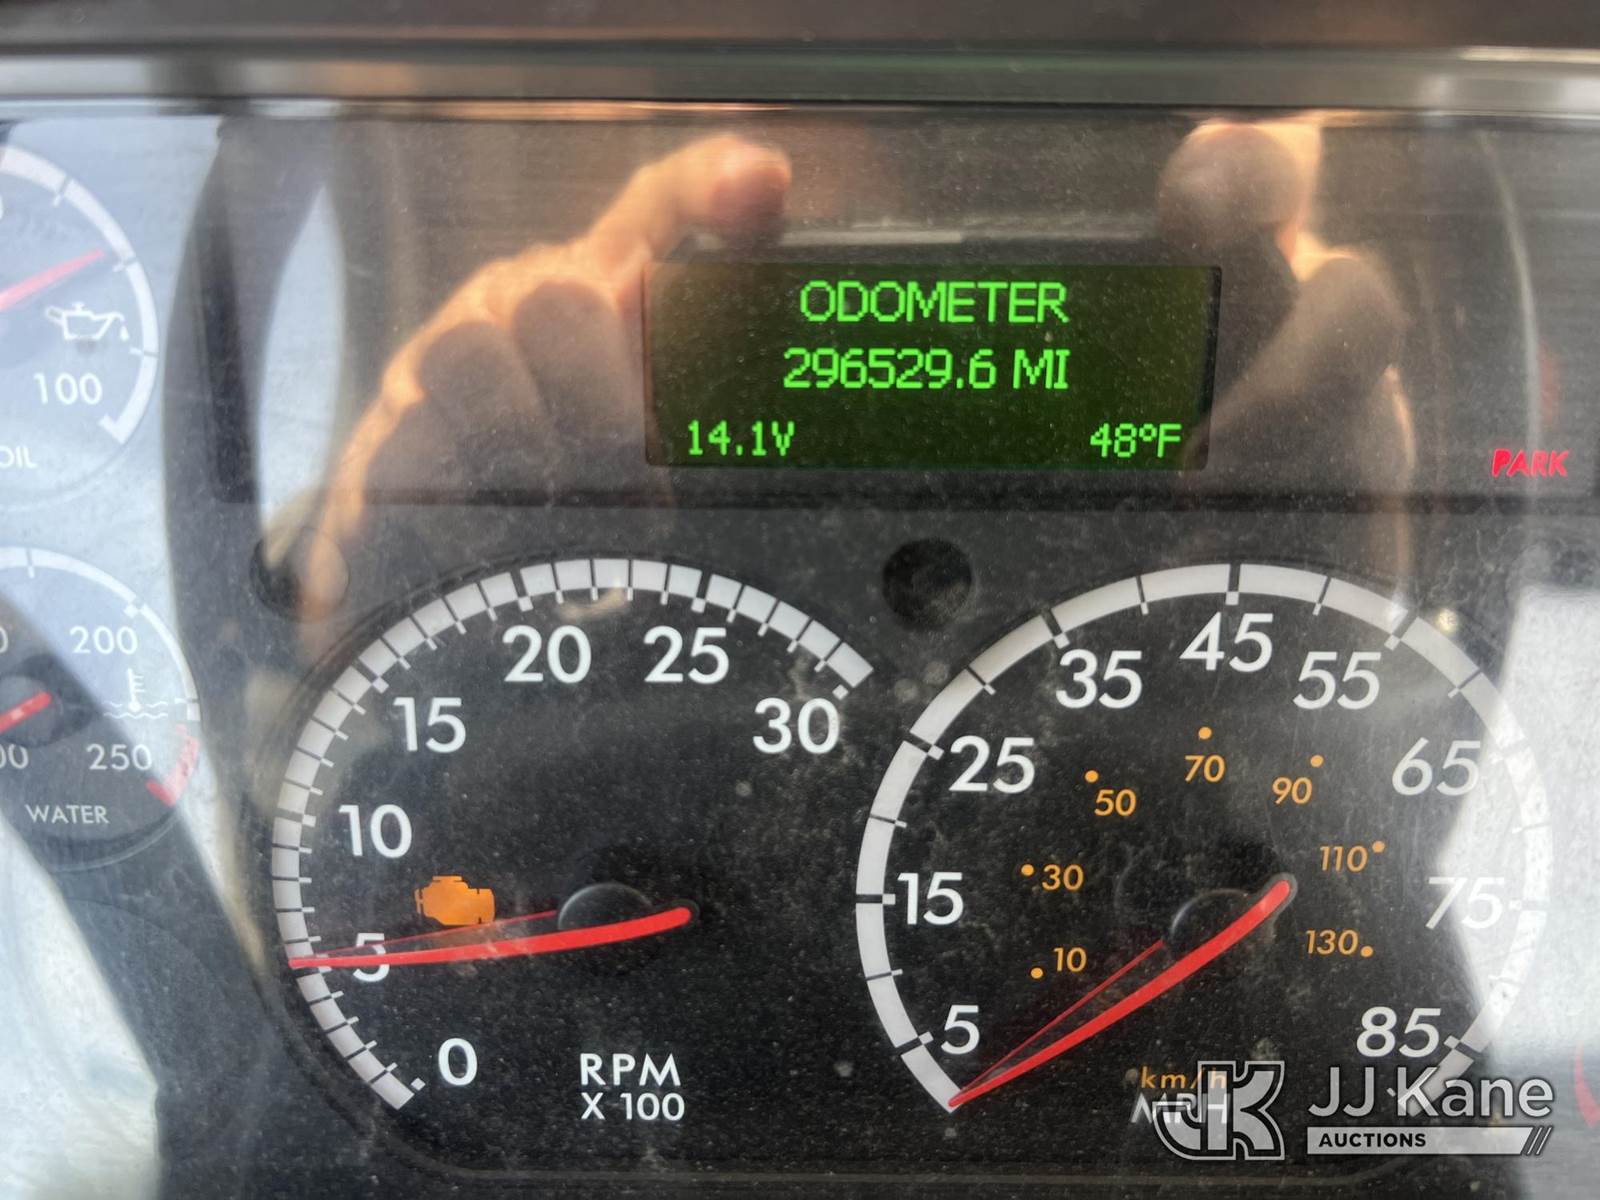 ODOMETER
296529.6 MI
14.1V 48°F
PARK
100
OIL
200
250
WATER
0 5 10 15 20 25 30
RPM
X 100
5 15 25 35 45 55 65 75 85
10 30 50 70 90 110 130
km/h
MPH
JK JJ Kane
AUCTIONS